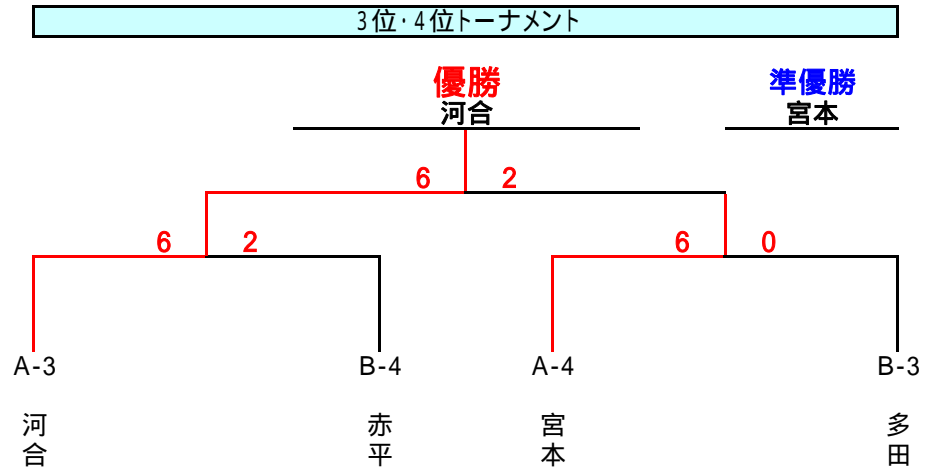 3位・4位トーナメント
優勝 準優勝
河合 宮本
6 2
6 2 6 0
A-3 B-4 A-4 B-3
河合 赤平 宮本 多田